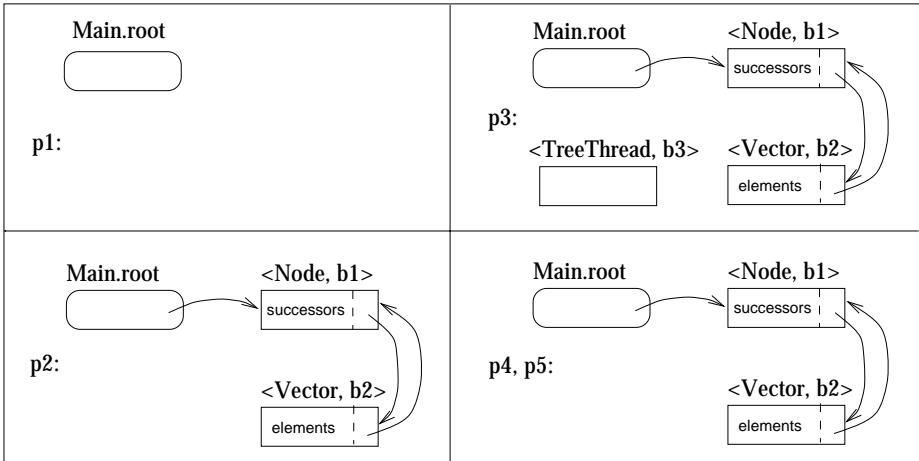 Main.root
p1:
Main.root <Node, b1>
successors
p3:
<TreeThread, b3> <Vector, b2>
elements
Main.root <Node, b1>
successors
p2:
<Vector, b2>
elements
Main.root <Node, b1>
successors
p4, p5:
<Vector, b2>
elements